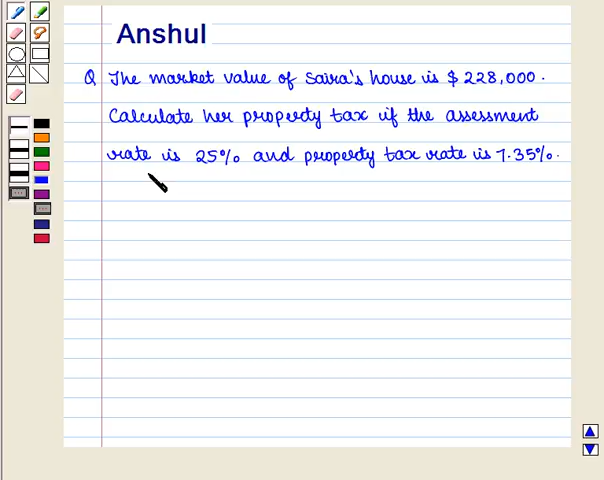 Anshul
Q The market value of Saira's house is $ 228,000.
Calculate her property tax if the assessment
rate is 25% and property tax rate is 7.35%.